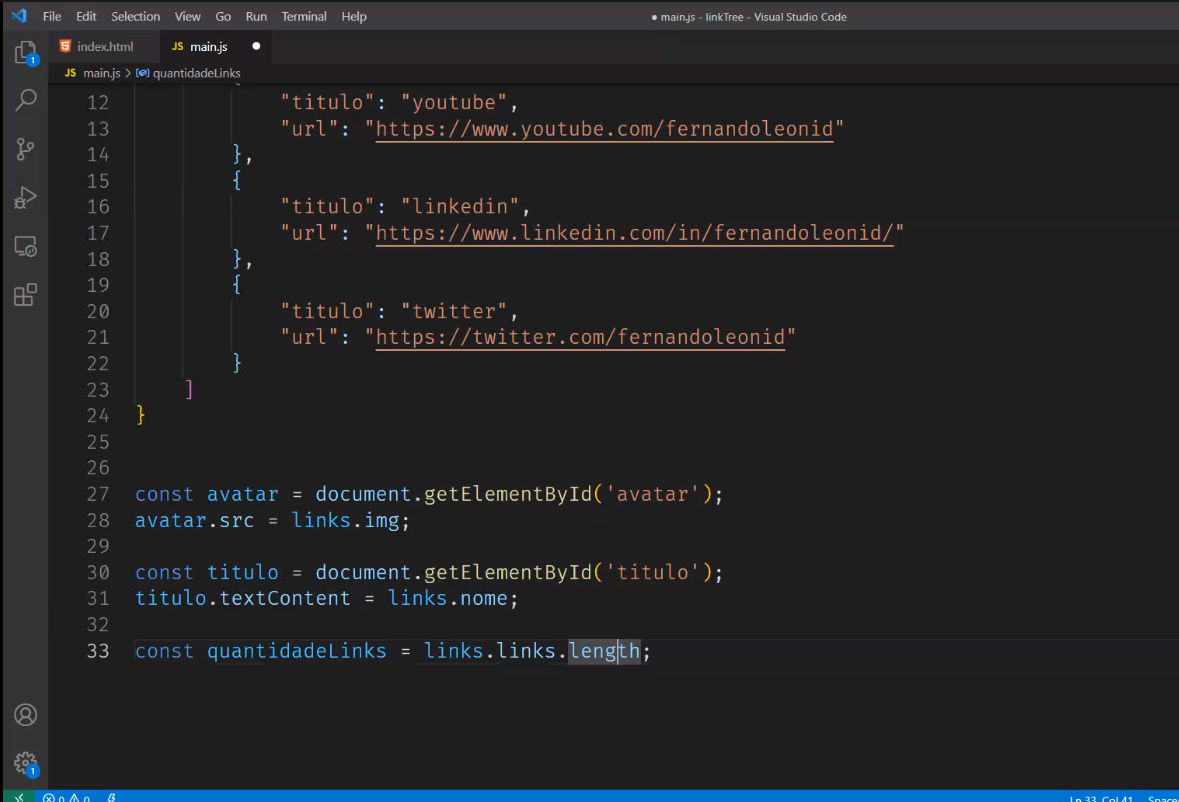 File Edit Selection View Go Run Terminal Help ● main.js - linkTree - Visual Studio Code
index.html JS main.js ●
JS main.js > quantidadeLinks
12 "titulo": "youtube",
13 "url": "https://www.youtube.com/fernandoleonid"
14 },
15 {
16 "titulo": "linkedin",
17 "url": "https://www.linkedin.com/in/fernandoleonid/"
18 },
19 {
20 "titulo": "twitter",
21 "url": "https://twitter.com/fernandoleonid"
22 }
23 ]
24 }
25
26
27 const avatar = document.getElementById('avatar');
28 avatar.src = links.img;
29
30 const titulo = document.getElementById('titulo');
31 titulo.textContent = links.nome;
32
33 const quantidadeLinks = links.links.length;
1
1
0 0 Ln 33, Col 41